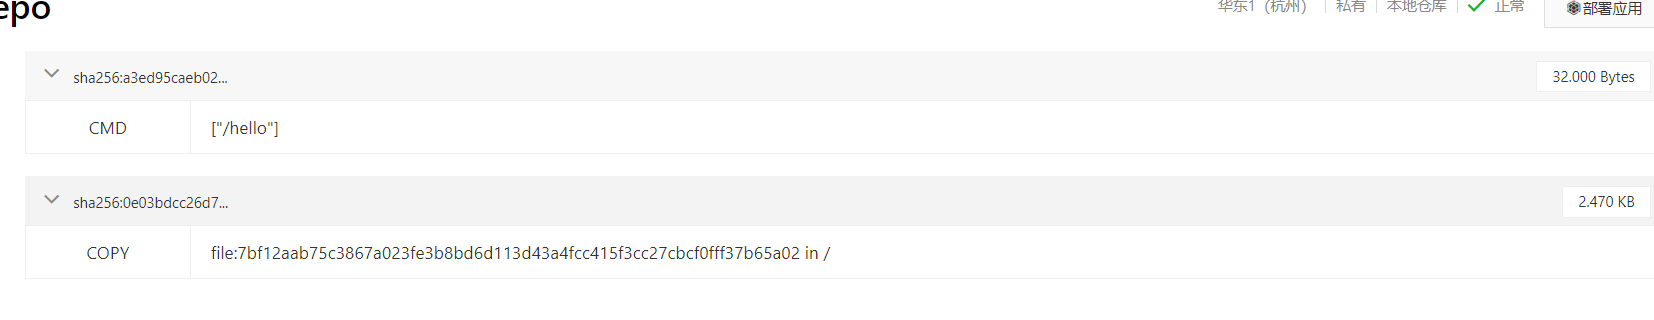 epo
华东1（杭州）
私有
本地仓库
正常
部署应用
sha256:a3ed95caeb02...
32.000 Bytes
CMD
["/hello"]
sha256:0e03bdcc26d7...
2.470 KB
COPY
file:7bf12aab75c3867a023fe3b8bd6d113d43a4fcc415f3cc27cbcf0fff37b65a02 in /